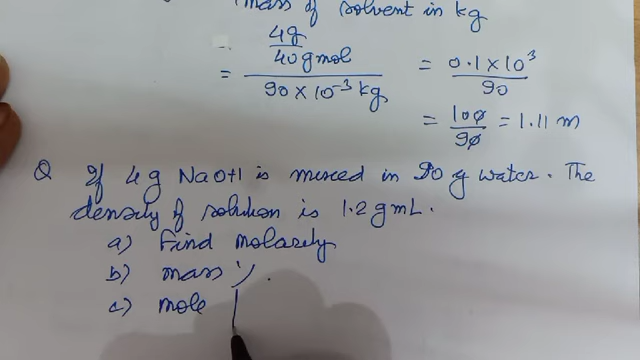 mass of solvent in kg
= 4g / 40 g mol / 90 × 10⁻³ kg = 0.1 × 10³ / 90
= 100 / 90 = 1.11 m
Q If 4g NaOH is mixed in 90 g water. The
density of solution is 1.2 g mL.
a) Find molarity
b) mass %.
c) mole